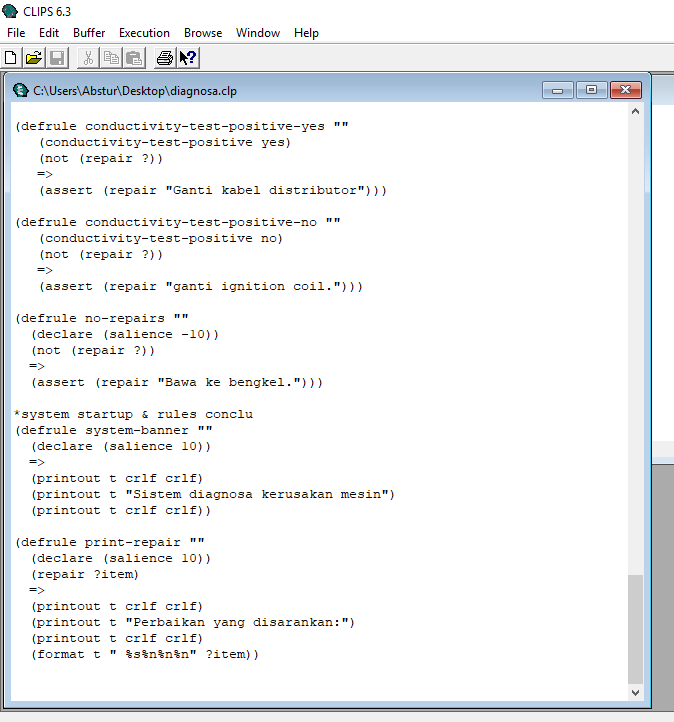 CLIPS 6.3
File Edit Buffer Execution Browse Window Help
C:\Users\Abstur\Desktop\diagnosa.clp
(defrule conductivity-test-positive-yes ""
   (conductivity-test-positive yes)
   (not (repair ?))
   =>
   (assert (repair "Ganti kabel distributor")))
(defrule conductivity-test-positive-no ""
   (conductivity-test-positive no)
   (not (repair ?))
   =>
   (assert (repair "ganti ignition coil.")))
(defrule no-repairs ""
  (declare (salience -10))
  (not (repair ?))
  =>
  (assert (repair "Bawa ke bengkel.")))
*system startup & rules conclu
(defrule system-banner ""
  (declare (salience 10))
  =>
  (printout t crlf crlf)
  (printout t "Sistem diagnosa kerusakan mesin")
  (printout t crlf crlf))
(defrule print-repair ""
  (declare (salience 10))
  (repair ?item)
  =>
  (printout t crlf crlf)
  (printout t "Perbaikan yang disarankan:")
  (printout t crlf crlf)
  (format t " %s%n%n%n" ?item))